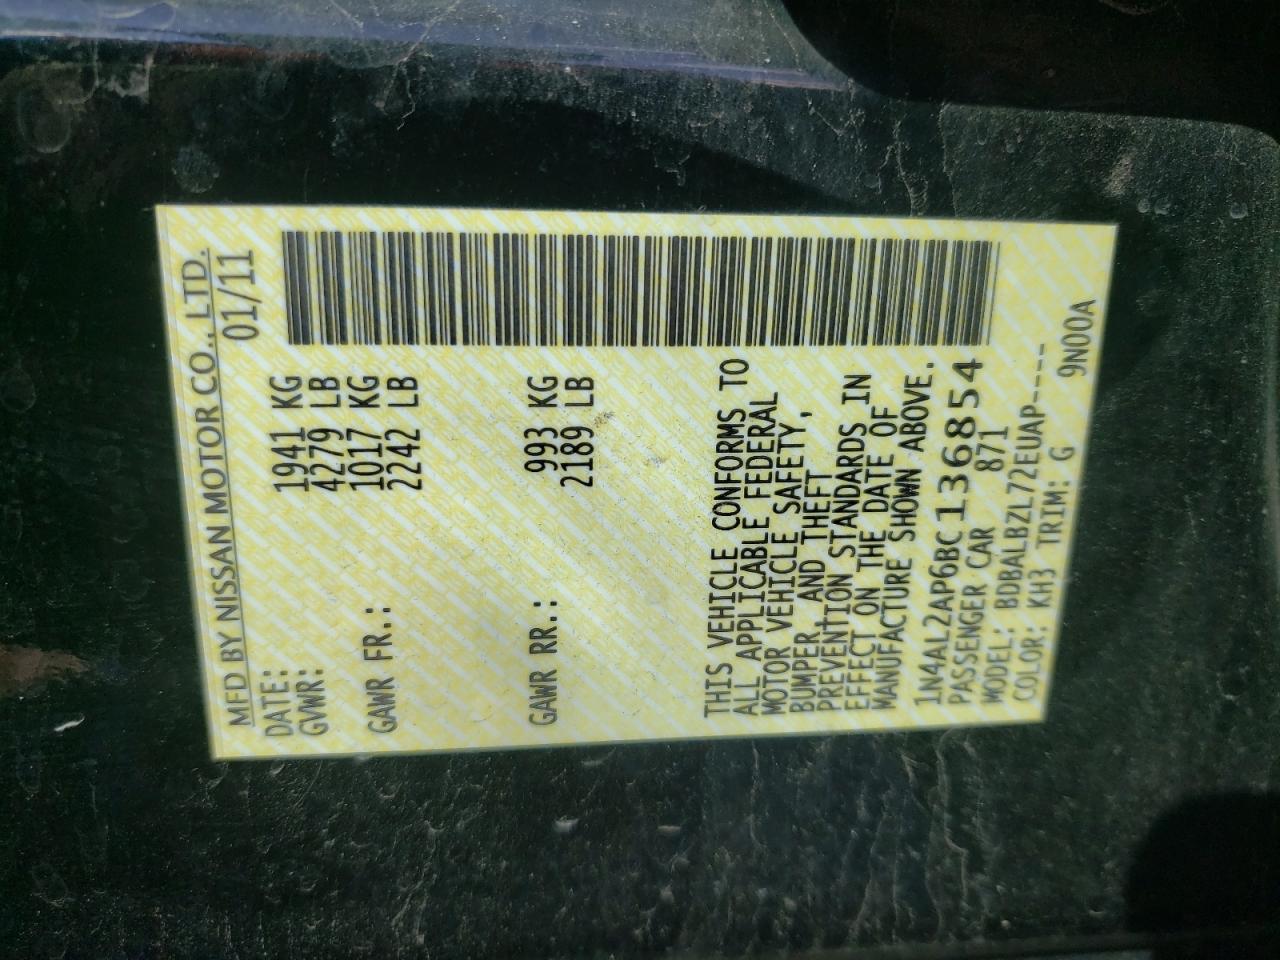 MFD BY NISSAN MOTOR CO., LTD.
DATE: 01/11
GVWR: 1941 KG
4279 LB
GAWR FR.: 1017 KG
2242 LB
GAWR RR.: 993 KG
2189 LB
THIS VEHICLE CONFORMS TO
ALL APPLICABLE FEDERAL
MOTOR VEHICLE SAFETY,
BUMPER, AND THEFT
PREVENTION STANDARDS IN
EFFECT ON THE DATE OF
MANUFACTURE SHOWN ABOVE.
1N4AL2AP6BC136854
PASSENGER CAR 871
MODEL: BDBALBZL72EUAP----
COLOR: KH3 TRIM: G 9N00A